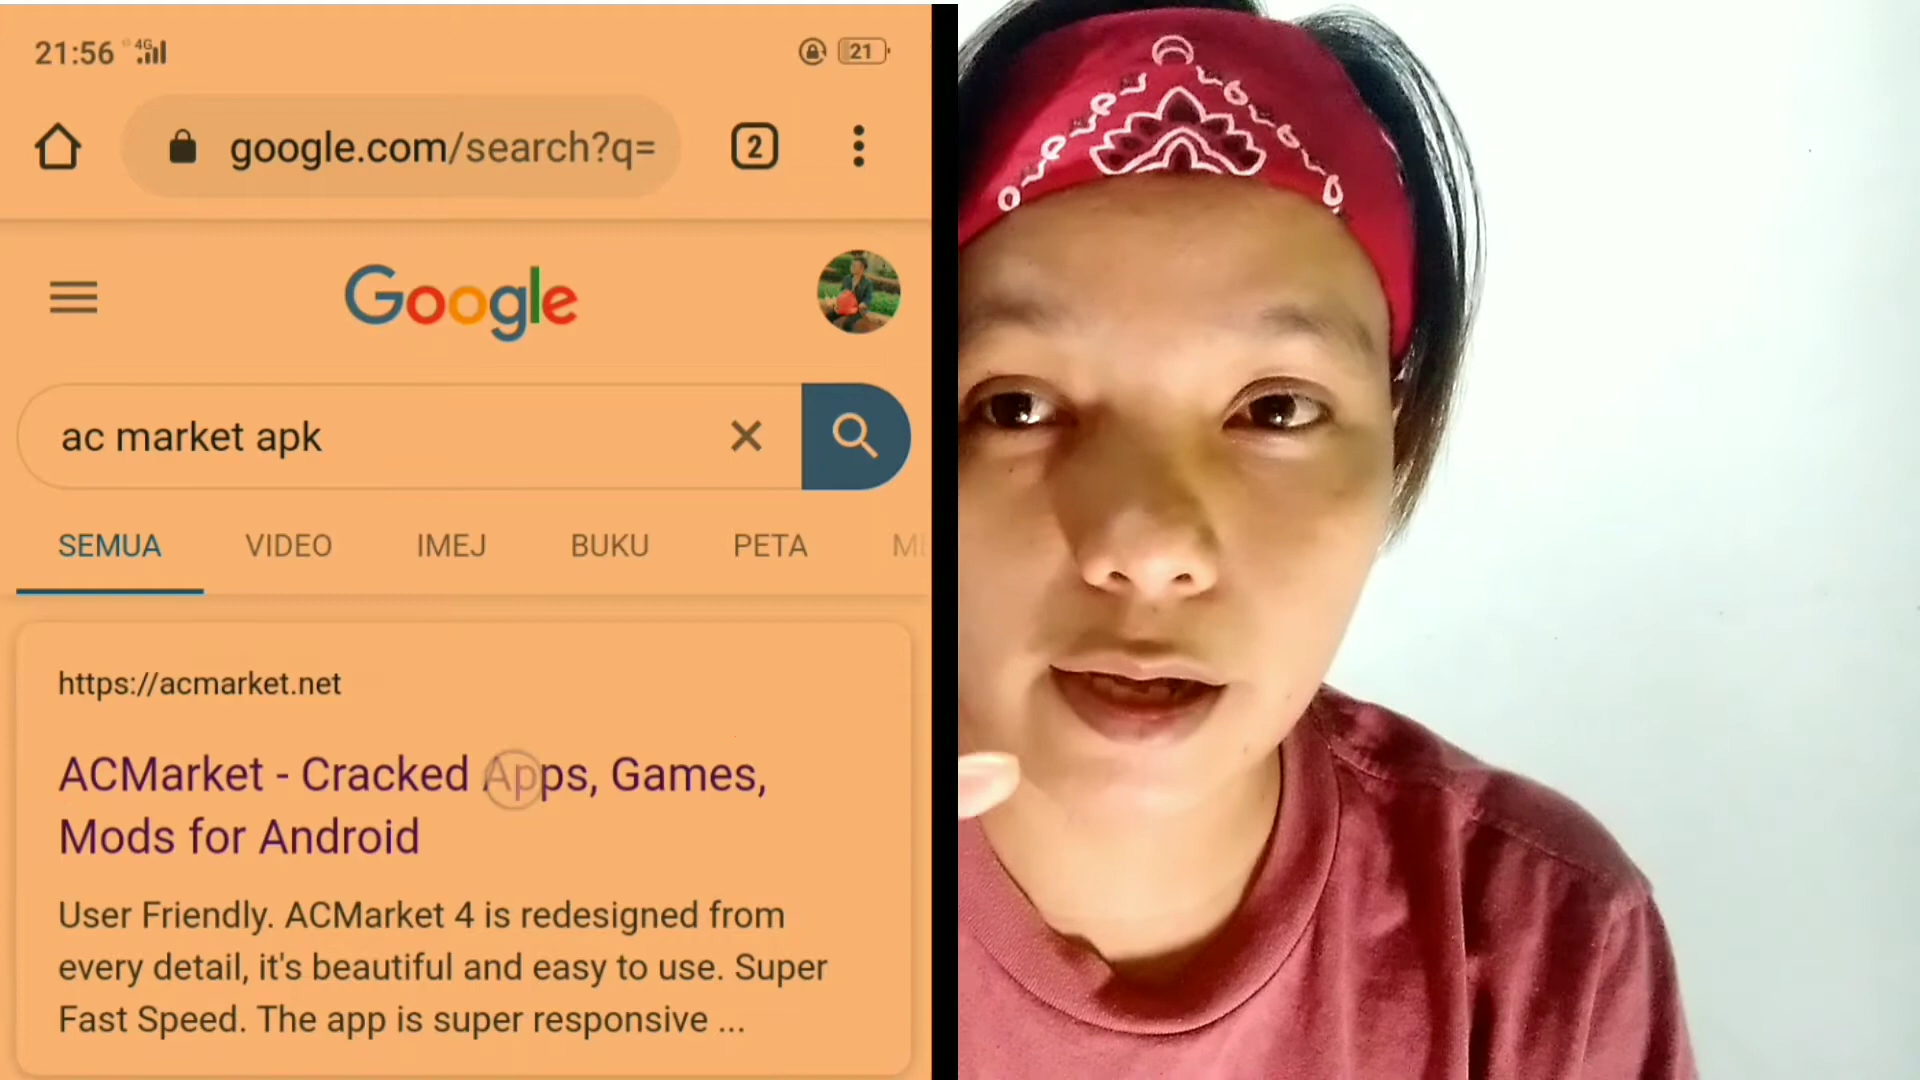 21:56 4G 21
google.com/search?q= 2
Google
ac market apk
SEMUA VIDEO IMEJ BUKU PETA
https://acmarket.net
ACMarket - Cracked Apps, Games,
Mods for Android
User Friendly. ACMarket 4 is redesigned from
every detail, it's beautiful and easy to use. Super
Fast Speed. The app is super responsive ...